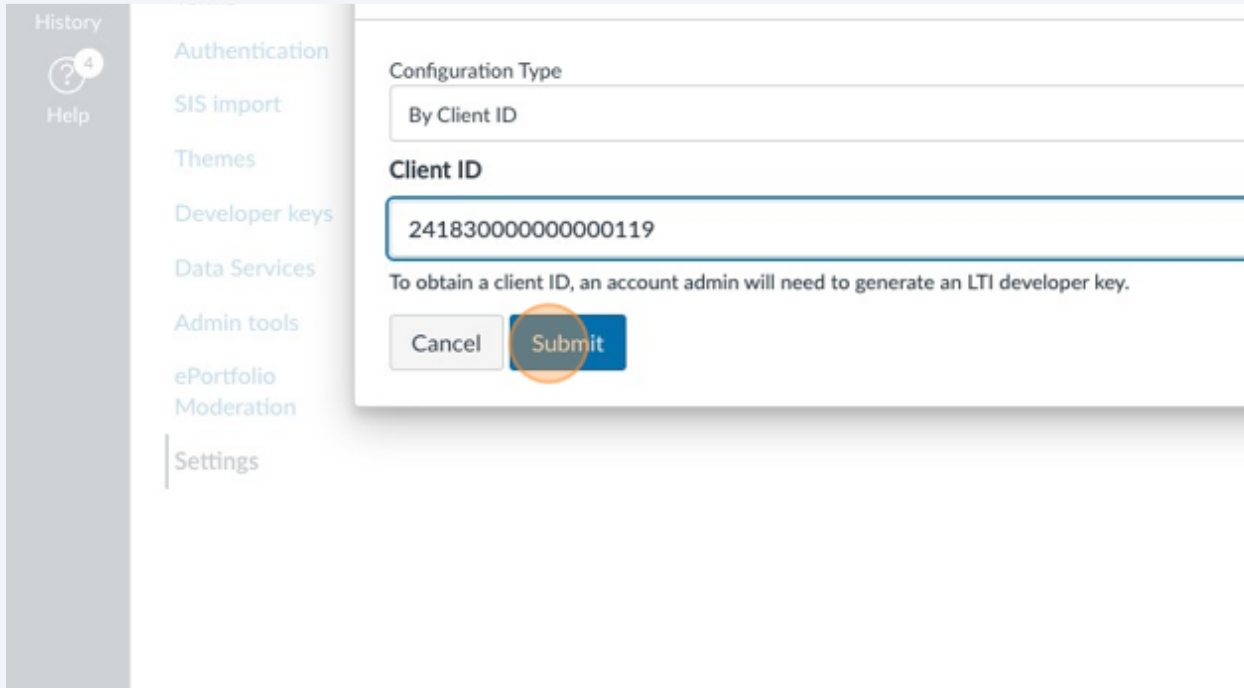 History
4
Help
Authentication
SIS import
Themes
Developer keys
Data Services
Admin tools
ePortfolio
Moderation
Settings
Configuration Type
By Client ID
Client ID
241830000000000119
To obtain a client ID, an account admin will need to generate an LTI developer key.
Cancel
Submit